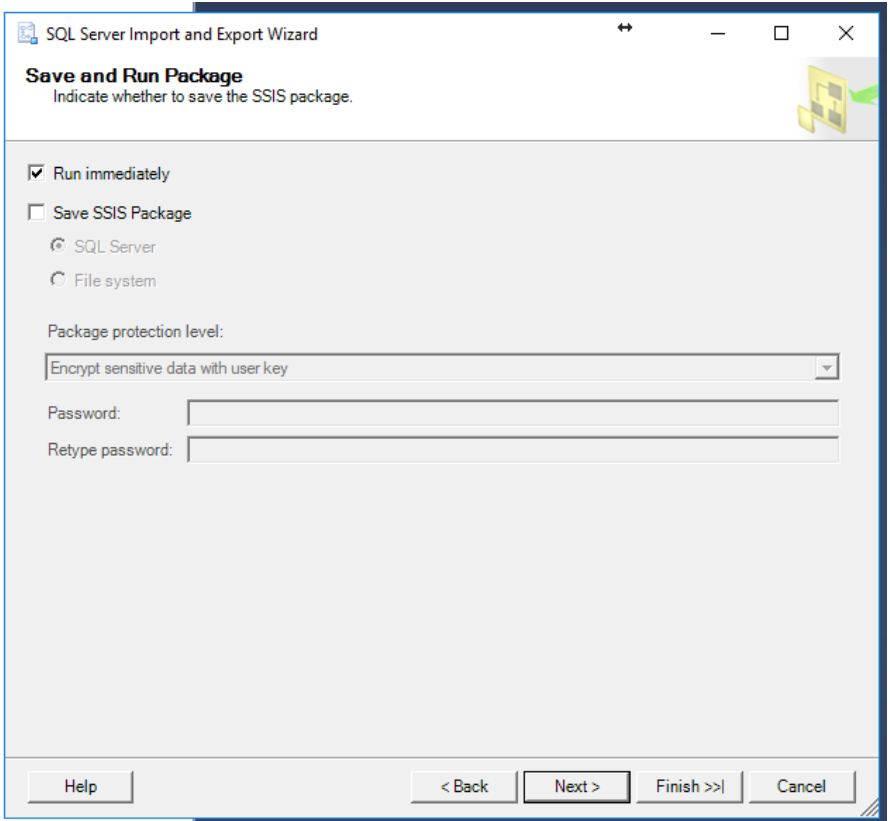 SQL Server Import and Export Wizard
Save and Run Package
Indicate whether to save the SSIS package.
Run immediately
Save SSIS Package
SQL Server
File system
Package protection level:
Encrypt sensitive data with user key
Password:
Retype password:
Help
< Back
Next >
Finish >>|
Cancel